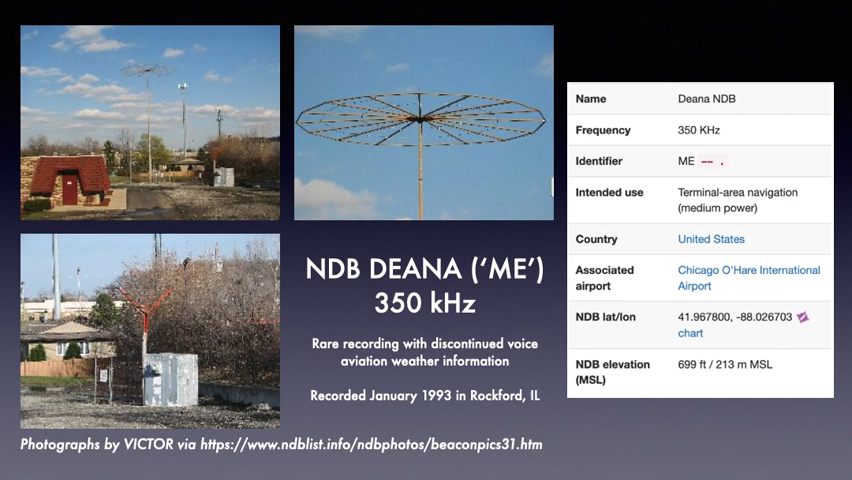 NDB DEANA (‘ME’)
350 kHz
Rare recording with discontinued voice
aviation weather information
Recorded January 1993 in Rockford, IL
Photographs by VICTOR via https://www.ndblist.info/ndbphotos/beaconpics31.htm
Name Deana NDB
Frequency 350 KHz
Identifier ME -- .
Intended use Terminal-area navigation
(medium power)
Country United States
Associated Chicago O'Hare International
airport Airport
NDB lat/lon 41.967800, -88.026703
chart
NDB elevation 699 ft / 213 m MSL
(MSL)